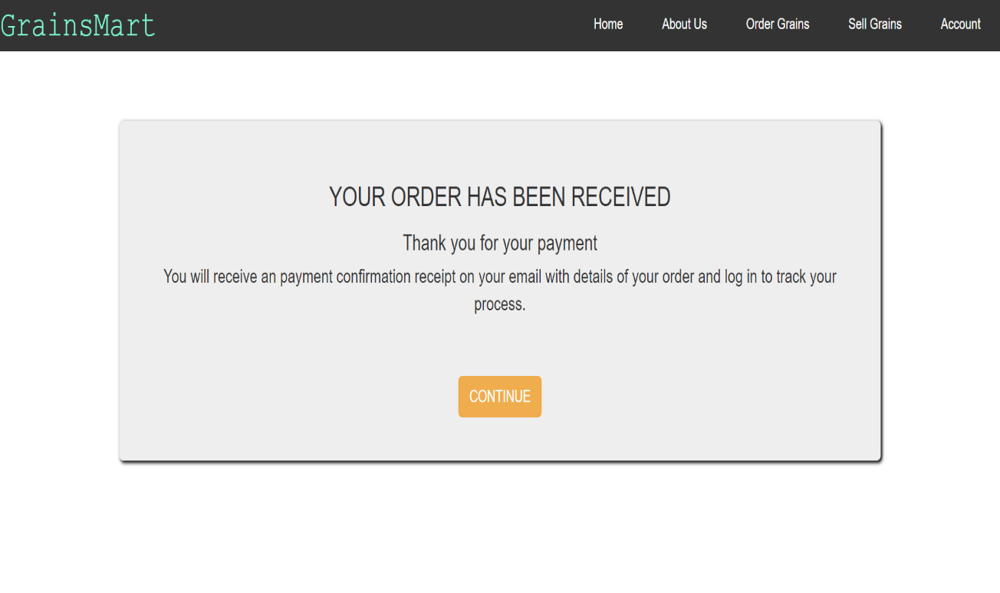 GrainsMart
Home About Us Order Grains Sell Grains Account
YOUR ORDER HAS BEEN RECEIVED
Thank you for your payment
You will receive an payment confirmation receipt on your email with details of your order and log in to track your
process.
CONTINUE